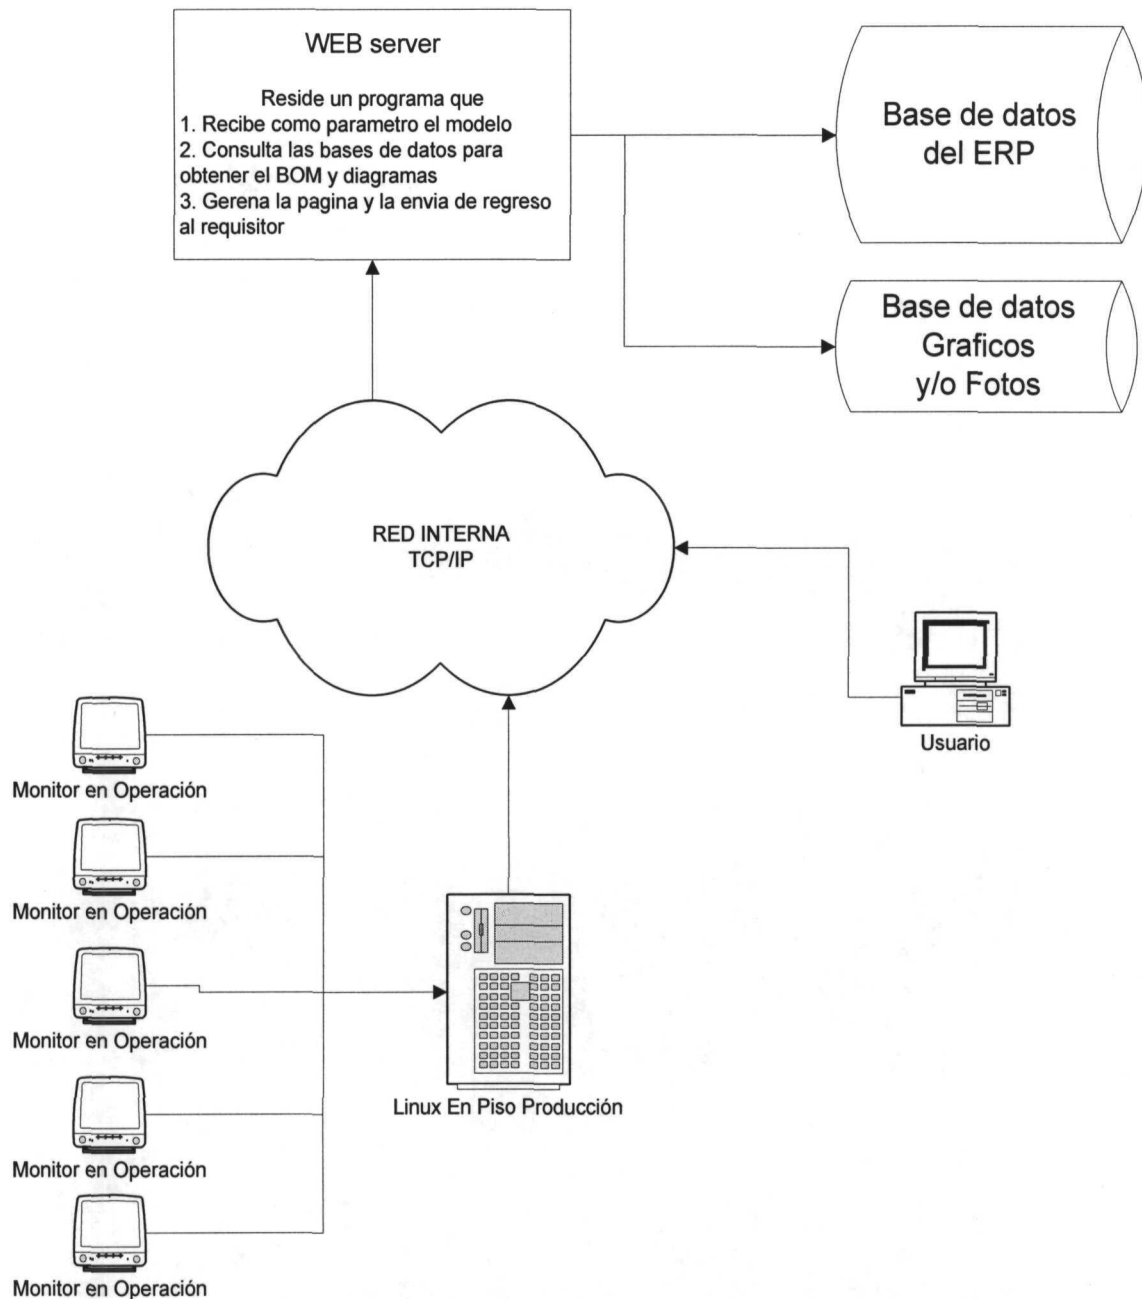 WEB server
Reside un programa que
1. Recibe como parametro el modelo
2. Consulta las bases de datos para
obtener el BOM y diagramas
3. Gerena la pagina y la envia de regreso
al requisitor
Base de datos
del ERP
Base de datos
Graficos
y/o Fotos
RED INTERNA
TCP/IP
Usuario
Monitor en Operación
Monitor en Operación
Monitor en Operación
Linux En Piso Producción
Monitor en Operación
Monitor en Operación